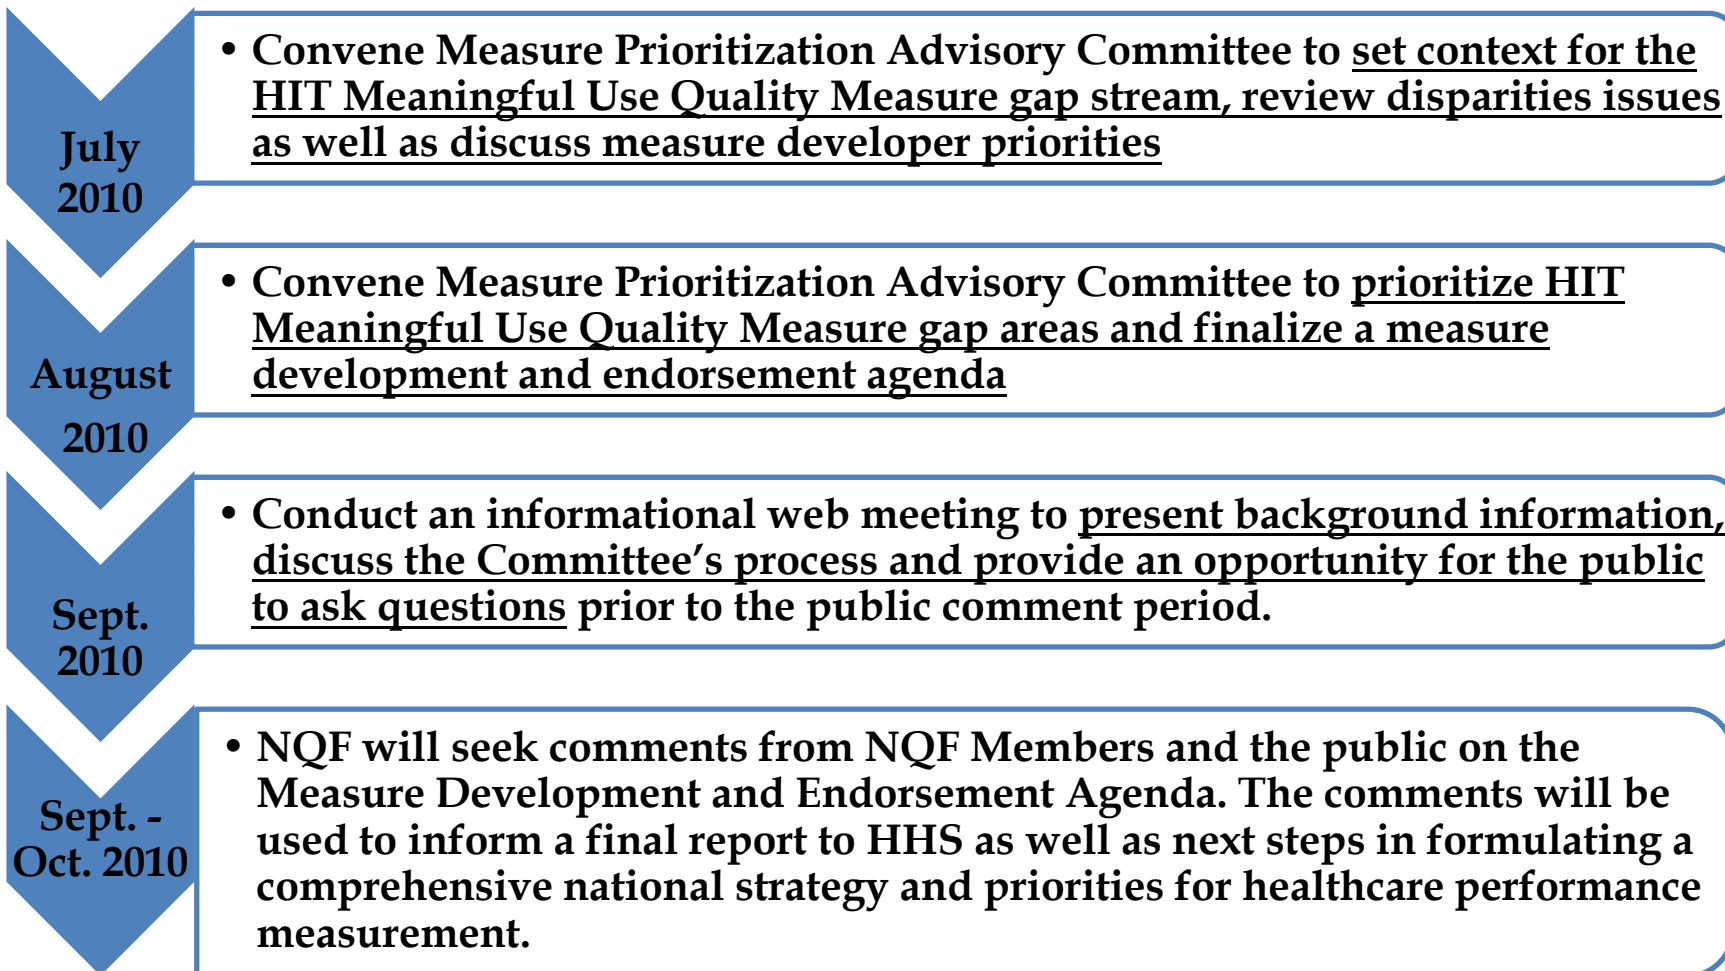 July
2010
• Convene Measure Prioritization Advisory Committee to set context for the
HIT Meaningful Use Quality Measure gap stream, review disparities issues
as well as discuss measure developer priorities
August
2010
• Convene Measure Prioritization Advisory Committee to prioritize HIT
Meaningful Use Quality Measure gap areas and finalize a measure
development and endorsement agenda
Sept.
2010
• Conduct an informational web meeting to present background information,
discuss the Committee’s process and provide an opportunity for the public
to ask questions prior to the public comment period.
Sept. -
Oct. 2010
• NQF will seek comments from NQF Members and the public on the
Measure Development and Endorsement Agenda. The comments will be
used to inform a final report to HHS as well as next steps in formulating a
comprehensive national strategy and priorities for healthcare performance
measurement.